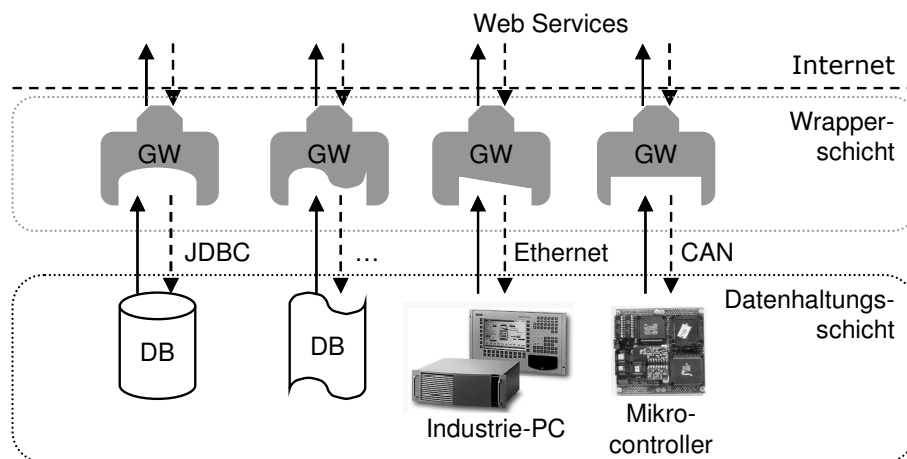 Web Services
Internet
Wrapper-
schicht
GW
GW
GW
GW
JDBC
...
Ethernet
CAN
Datenhaltungs-
schicht
DB
DB
Industrie-PC
Mikro-
controller